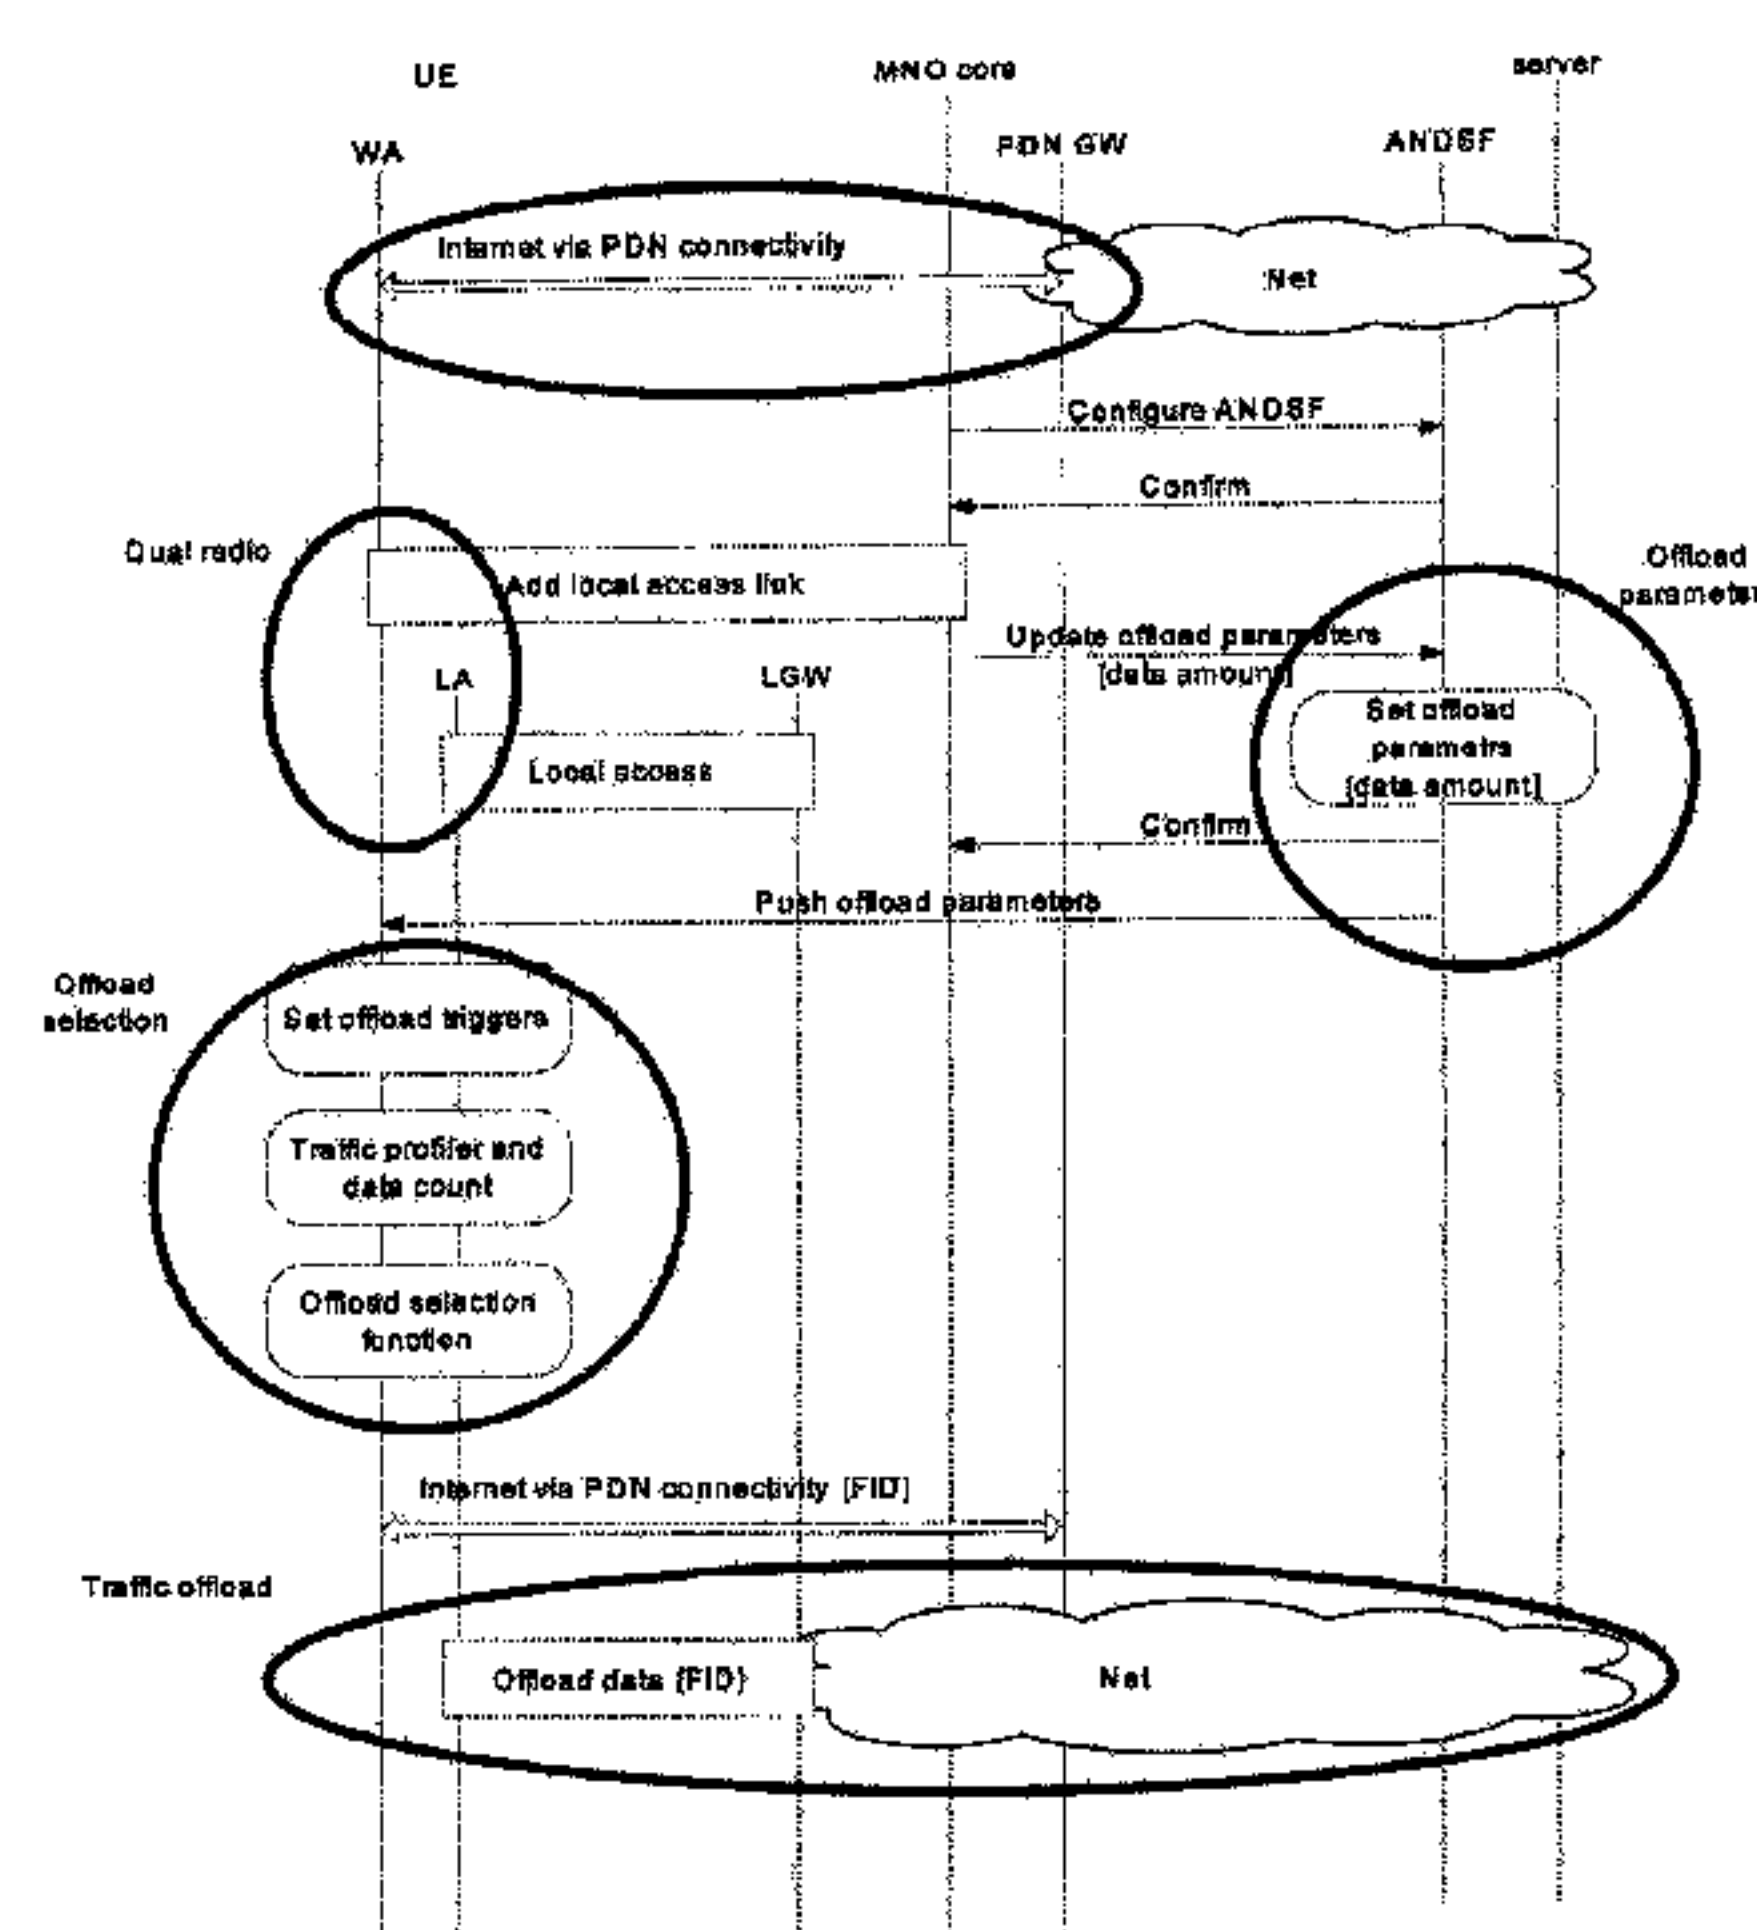 UE
MNO core
server
WA
PDN GW
ANDSF
Internet via PDN connectivity
Net
Configure ANDSF
Confirm
Dual radio
Add local access link
Offload
parameter
Update offload parameters
[data amount]
LA
LGW
Set offload
parametrs
[data amount]
Local access
Confirm
Push offload parameters
Offload
selection
Set offload triggers
Traffic profiler and
data count
Offload selection
function
Internet via PDN connectivity [FID]
Traffic offload
Offload data (FID)
Net